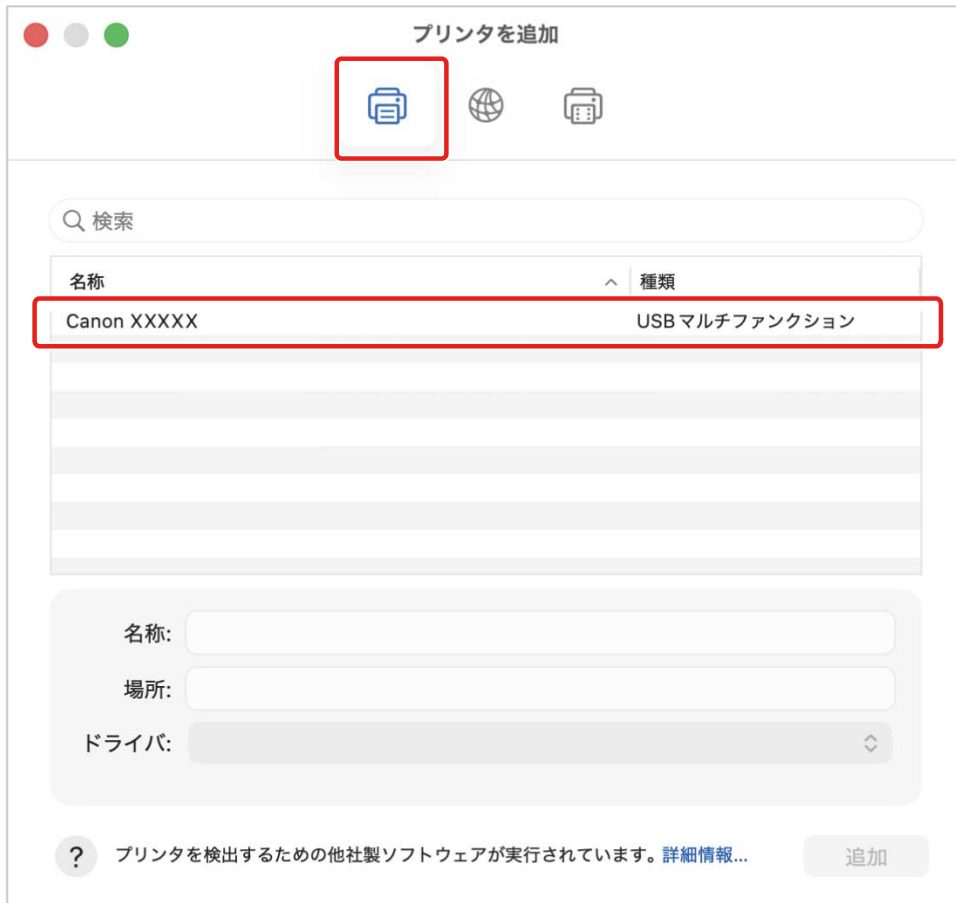 プリンタを追加
検索
名称 種類
Canon XXXXX USB マルチファンクション
名称:
場所:
ドライバ:
? プリンタを検出するための他社製ソフトウェアが実行されています。詳細情報... 追加